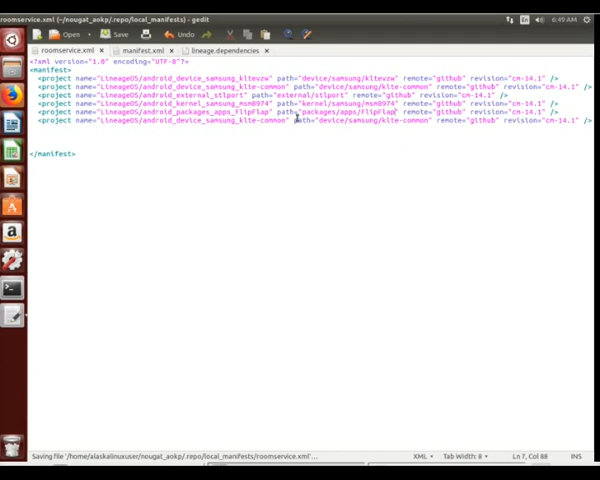 roomservice.xml (~/nougat_aokp/.repo/local_manifests) - gedit
En 6:49 AM
Open Save Undo
roomservice.xml × manifest.xml × lineage.dependencies ×
<?xml version="1.0" encoding="UTF-8"?>
<manifest>
<project name="LineageOS/android_device_samsung_kltevzw" path="device/samsung/kltevzw" remote="github" revision="cm-14.1" />
<project name="LineageOS/android_device_samsung_klte-common" path="device/samsung/klte-common" remote="github" revision="cm-14.1" />
<project name="LineageOS/android_external_stlport" path="external/stlport" remote="github" revision="cm-14.1" />
<project name="LineageOS/android_kernel_samsung_msm8974" path="kernel/samsung/msm8974" remote="github" revision="cm-14.1" />
<project name="LineageOS/android_packages_apps_FlipFlap" path="packages/apps/FlipFlap" remote="github" revision="cm-14.1" />
<project name="LineageOS/android_device_samsung_klte-common" path="device/samsung/klte-common" remote="github" revision="cm-14.1" />
</manifest>
Saving file '/home/alaskalinuxuser/nougat_aokp/.repo/local_manifests/roomservice.xml'... XML Tab Width: 8 Ln 7, Col 88 INS